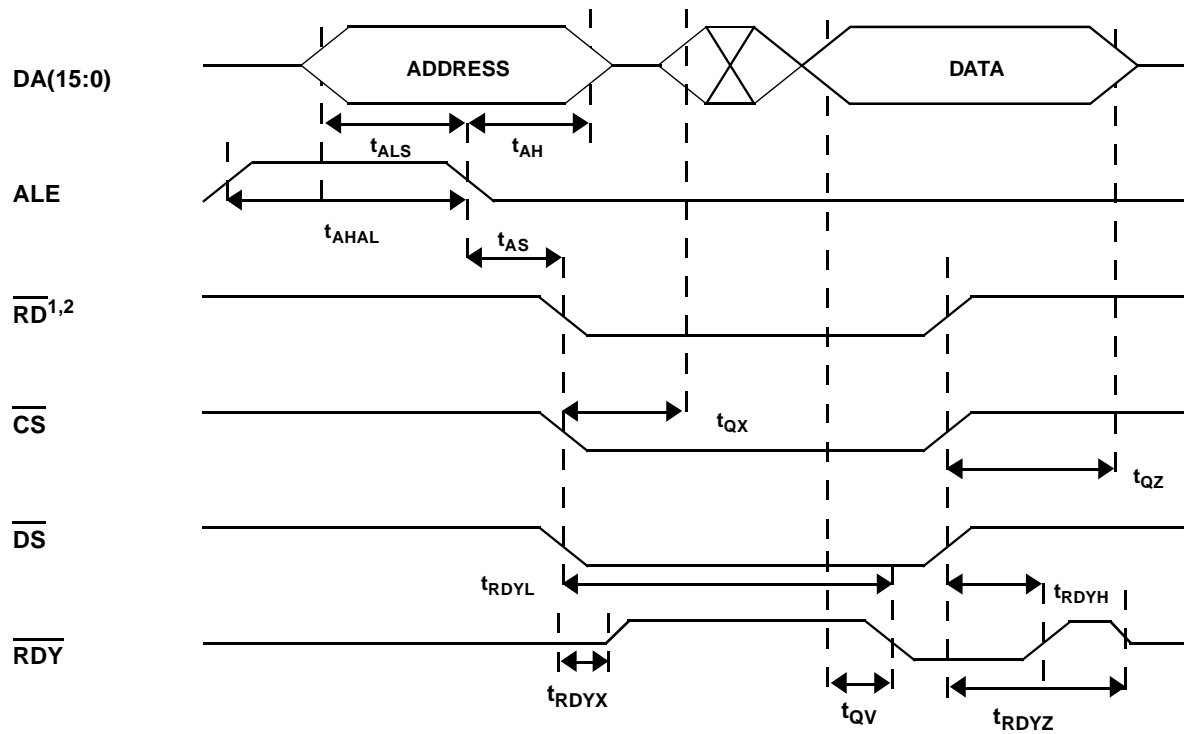 DA(15:0)
ADDRESS
DATA
tALS
tAH
ALE
tAHAL
tAS
RD1,2
CS
tQX
tQZ
DS
tRDYL
tRDYH
RDY
tRDYX
tQV
tRDYZ